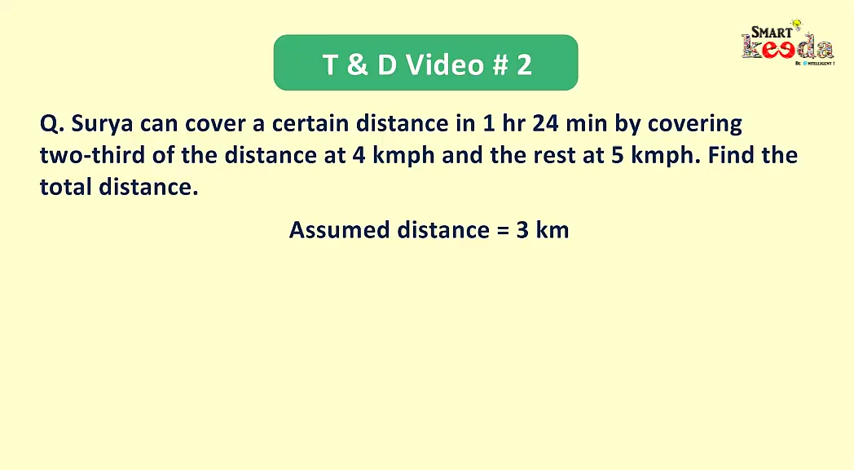 SMART
keeda
BE INTELLIGENT !
T & D Video # 2
Q. Surya can cover a certain distance in 1 hr 24 min by covering
two-third of the distance at 4 kmph and the rest at 5 kmph. Find the
total distance.
Assumed distance = 3 km